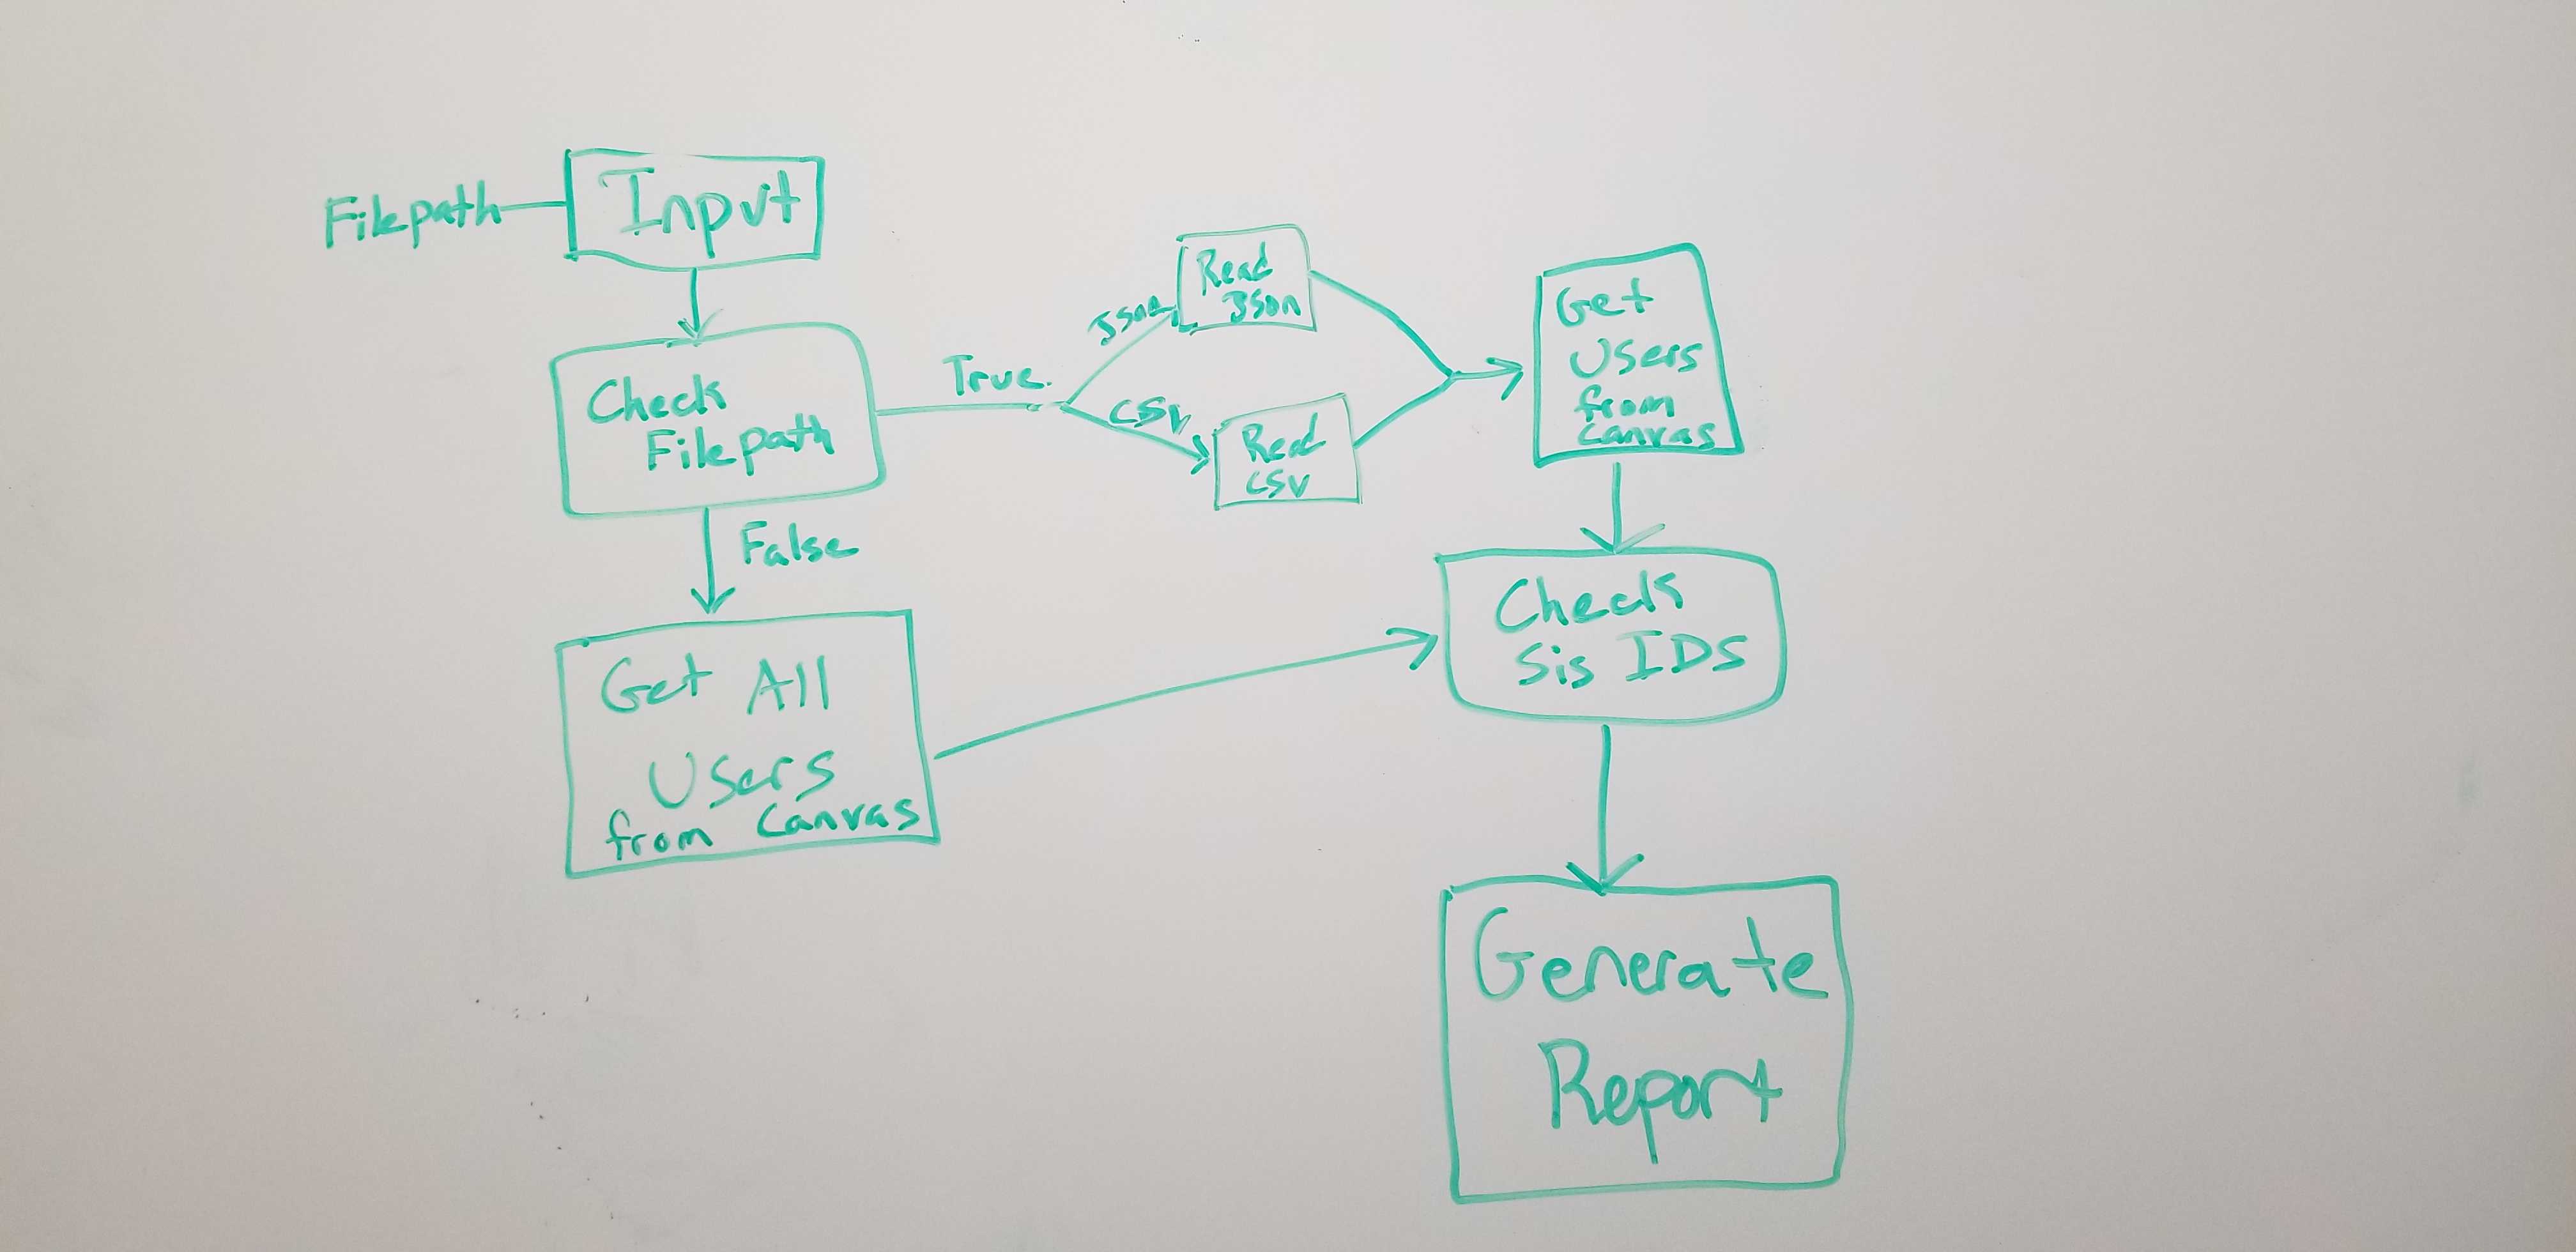 Filepath
Input
Check
Filepath
True
Json
Read
Json
CSV
Read
CSV
Get
Users
from
Canvas
False
Get All
Users
from Canvas
Check
Sis IDs
Generate
Report